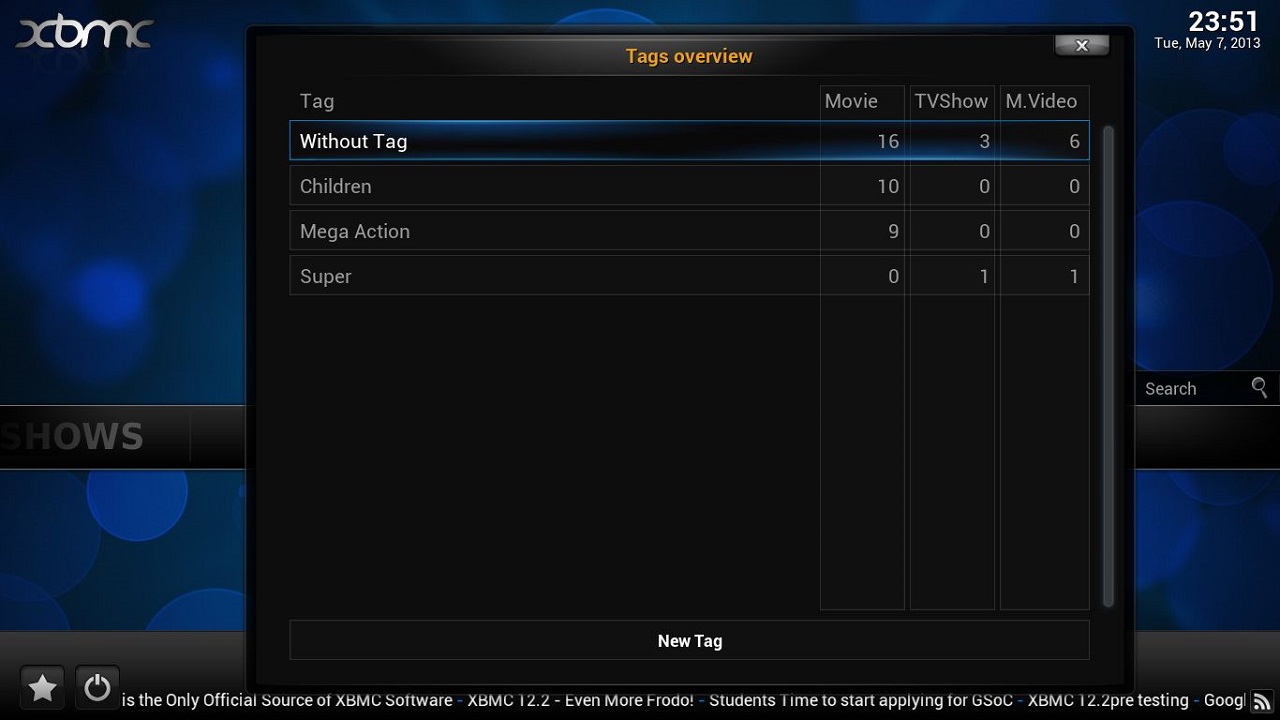 xbmc
23:51
Tue, May 7, 2013
Tags overview
Tag Movie TVShow M.Video
Without Tag 16 3 6
Children 10 0 0
Mega Action 9 0 0
Super 0 1 1
Search
SHOWS
New Tag
is the Only Official Source of XBMC Software - XBMC 12.2 - Even More Frodo! - Students Time to start applying for GSoC - XBMC 12.2pre testing - Googl